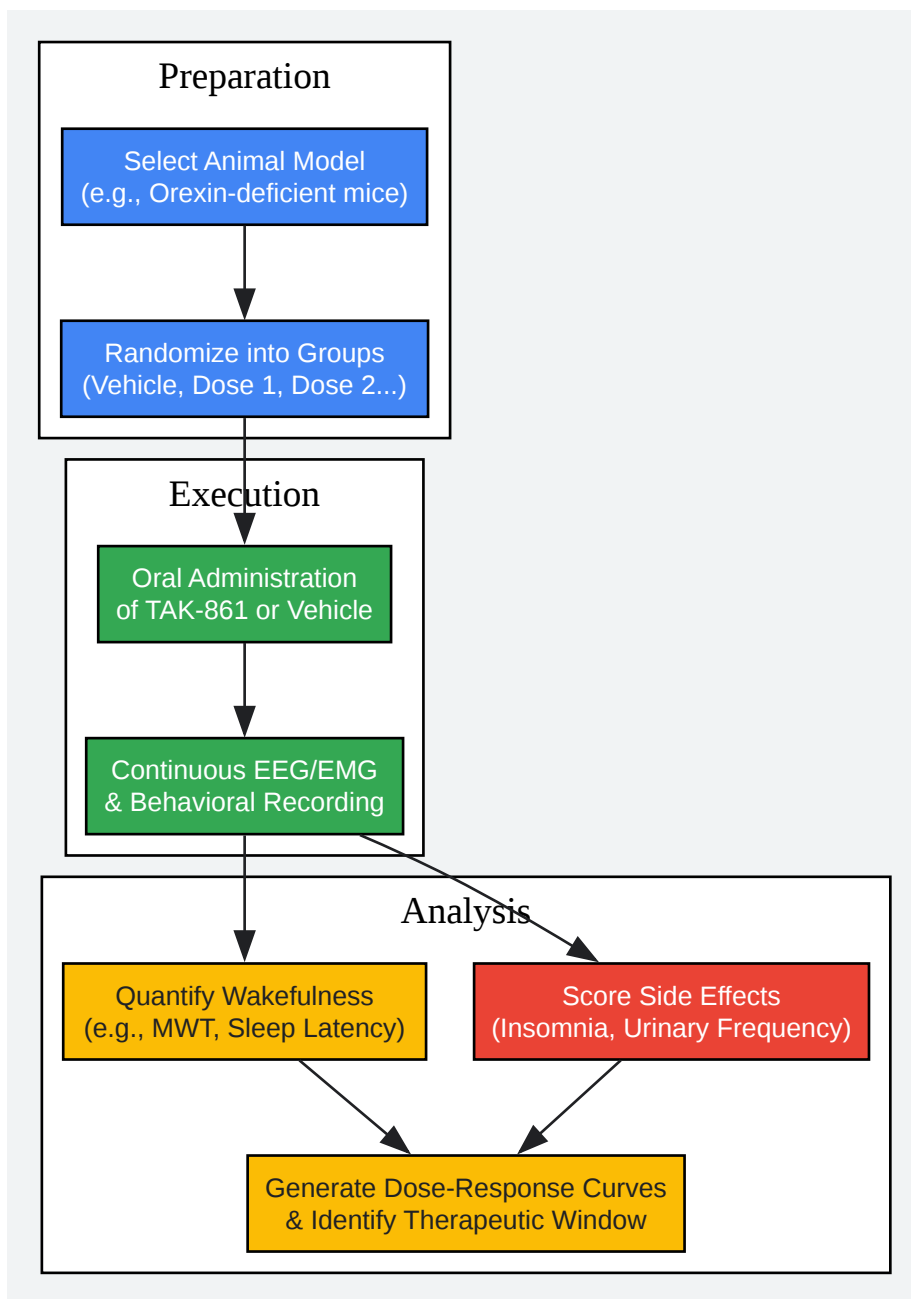 Preparation
Select Animal Model
(e.g., Orexin-deficient mice)
Randomize into Groups
(Vehicle, Dose 1, Dose 2...)
Execution
Oral Administration
of TAK-861 or Vehicle
Continuous EEG/EMG
& Behavioral Recording
Analysis
Quantify Wakefulness
(e.g., MWT, Sleep Latency)
Score Side Effects
(Insomnia, Urinary Frequency)
Generate Dose-Response Curves
& Identify Therapeutic Window